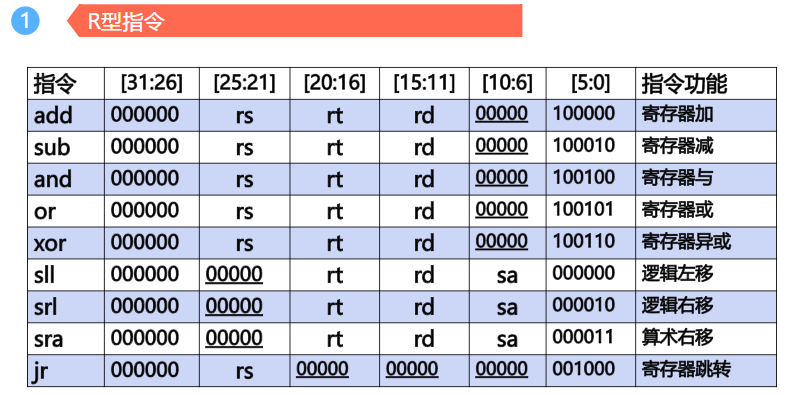 1 R型指令
指令 [31:26] [25:21] [20:16] [15:11] [10:6] [5:0] 指令功能
add 000000 rs rt rd 00000 100000 寄存器加
sub 000000 rs rt rd 00000 100010 寄存器减
and 000000 rs rt rd 00000 100100 寄存器与
or 000000 rs rt rd 00000 100101 寄存器或
xor 000000 rs rt rd 00000 100110 寄存器异或
sll 000000 00000 rt rd sa 000000 逻辑左移
srl 000000 00000 rt rd sa 000010 逻辑右移
sra 000000 00000 rt rd sa 000011 算术右移
jr 000000 rs 00000 00000 00000 001000 寄存器跳转